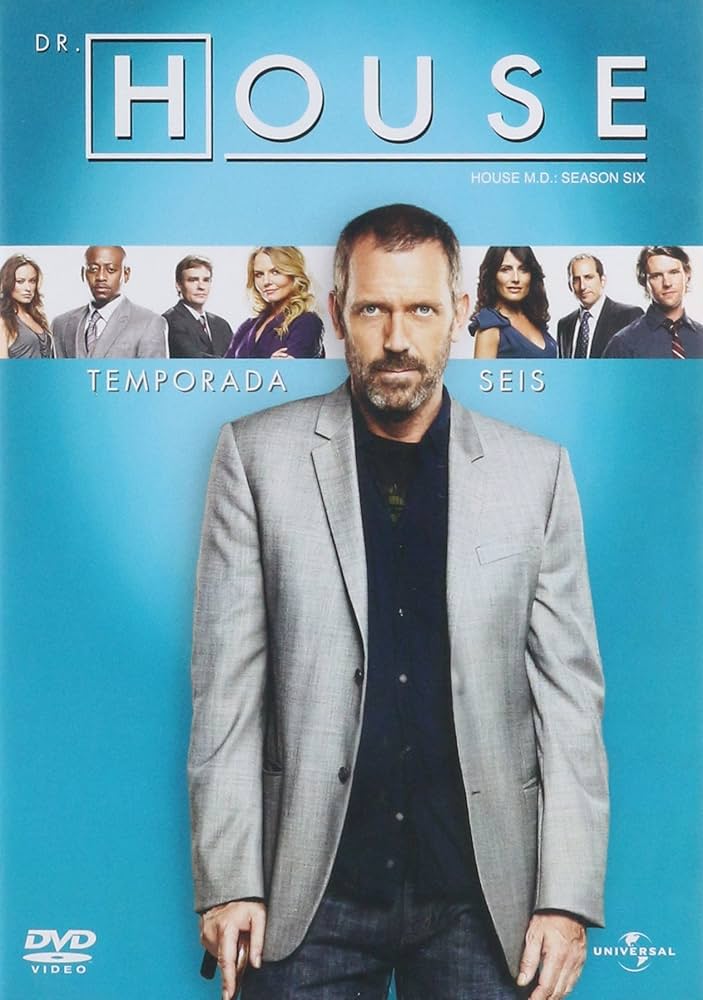 DR. HOUSE
HOUSE M.D.: SEASON SIX
TEMPORADA SEIS
DVD
VIDEO
UNIVERSAL